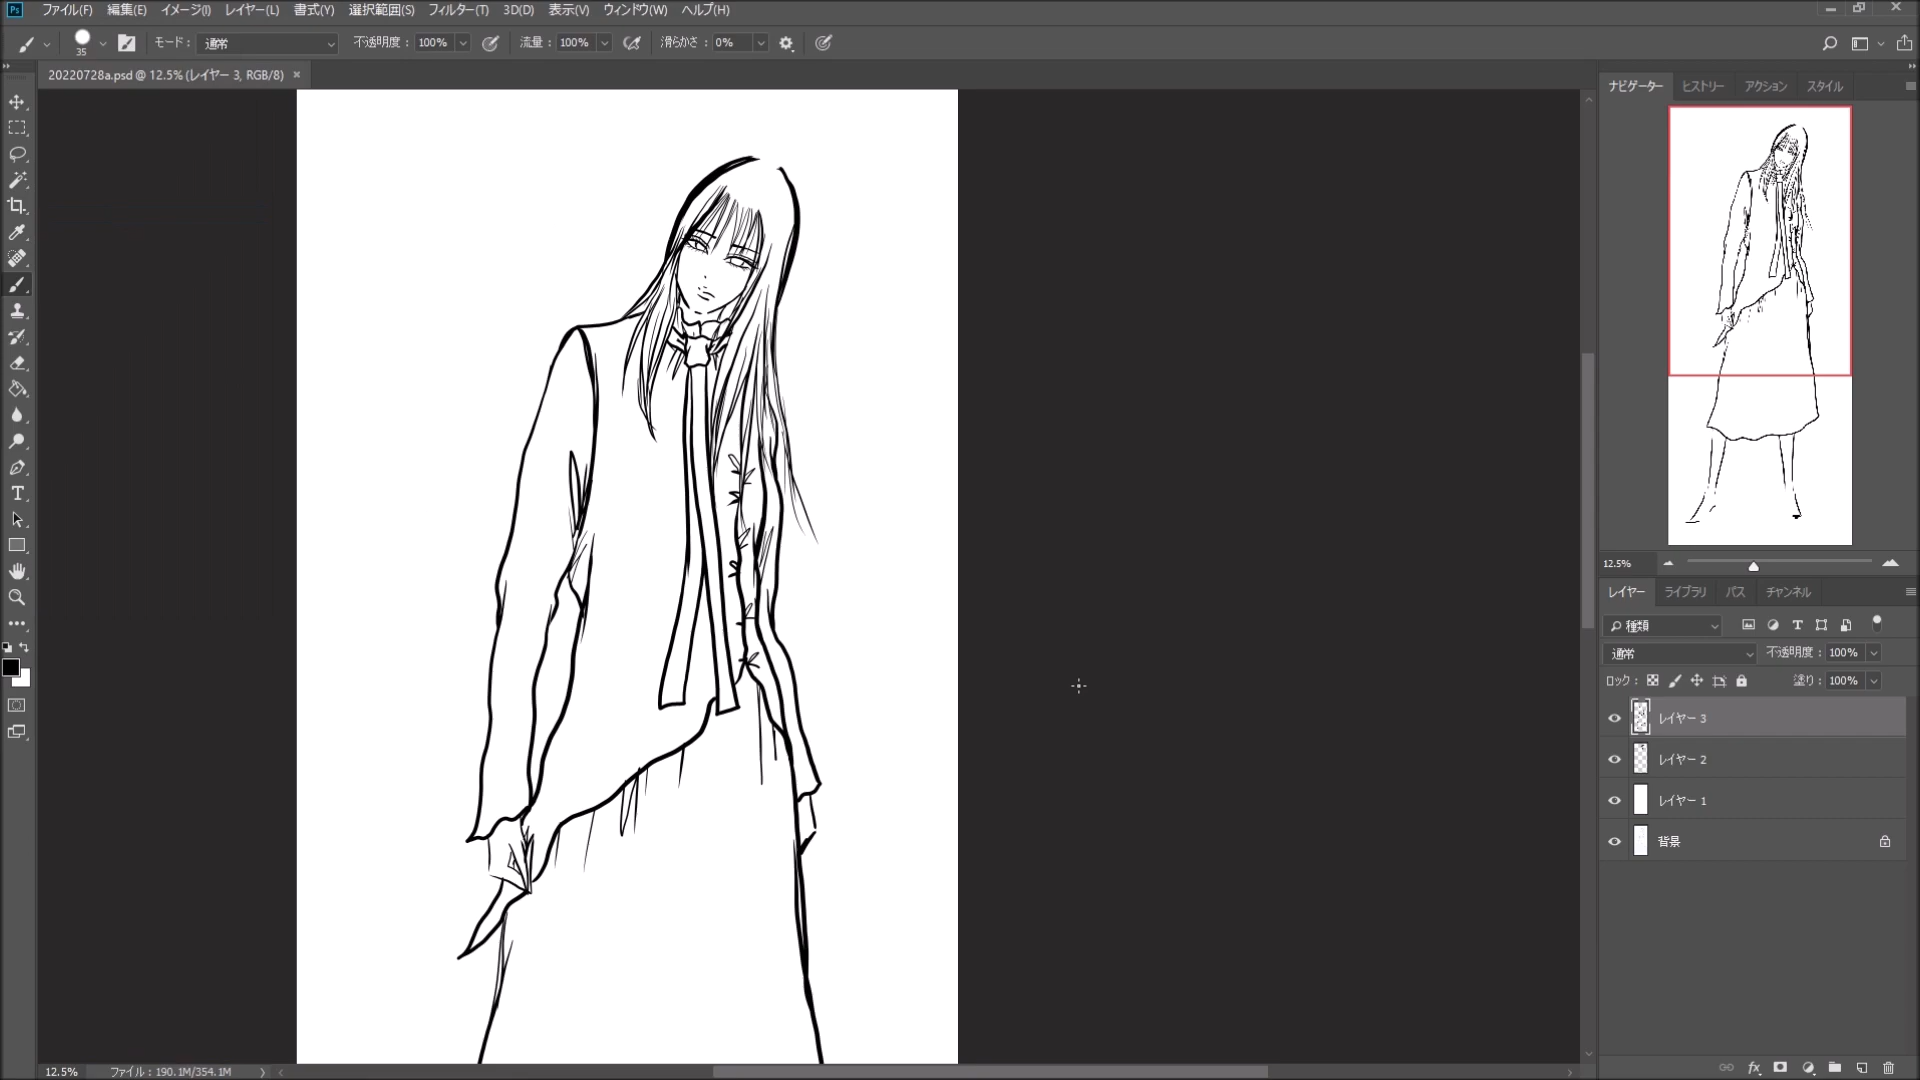 Ps ファイル(F) 編集(E) イメージ(I) レイヤー(L) 書式(Y) 選択範囲(S) フィルター(T) 3D(D) 表示(V) ウィンドウ(W) ヘルプ(H)
35 モード： 通常 不透明度： 100% 流量： 100% 滑らかさ： 0%
20220728a.psd @ 12.5% (レイヤー 3, RGB/8)
ナビゲーター ヒストリー アクション スタイル
12.5%
レイヤー ライブラリ パス チャンネル
種類
通常 不透明度： 100%
ロック： 塗り： 100%
レイヤー 3
レイヤー 2
レイヤー 1
背景
fx
12.5% ファイル：190.1M/354.1M